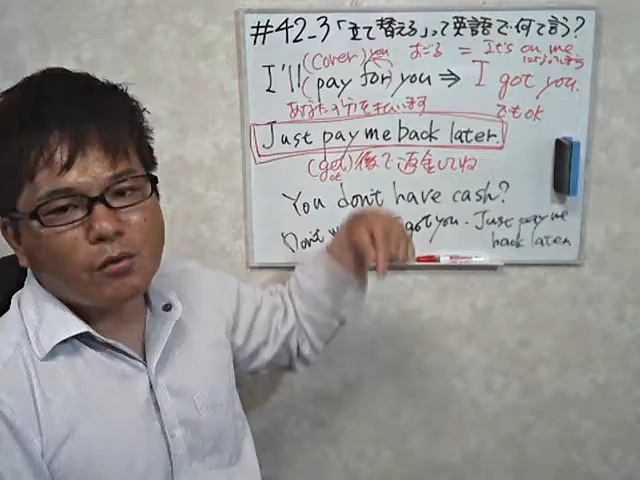 #42-3「立て替える」って英語で何て言う?
(cover) you おごる = It's on me.
I'll (pay for) you ⇒ I got you.
あなたの分を払います でもok
Just pay me back later.
(get) 後で返金してね
You don't have cash?
Don't got you. Just pay me
back later